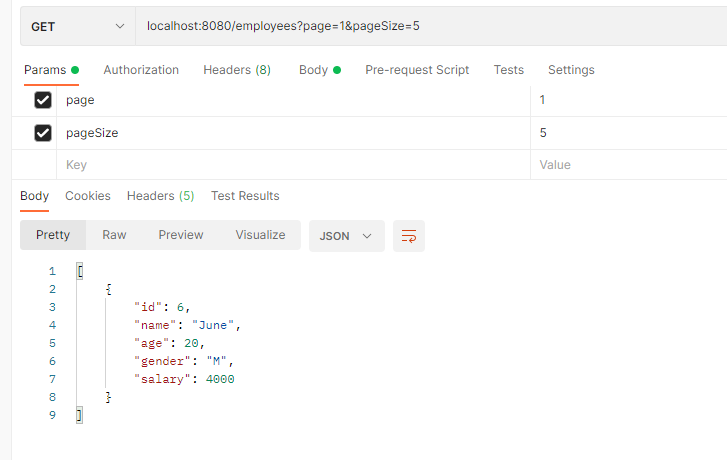 GET localhost:8080/employees?page=1&pageSize=5
Params Authorization Headers (8) Body Pre-request Script Tests Settings
page 1
pageSize 5
Key Value
Body Cookies Headers (5) Test Results
Pretty Raw Preview Visualize JSON
1 [
2 {
3 "id": 6,
4 "name": "June",
5 "age": 20,
6 "gender": "M",
7 "salary": 4000
8 }
9 ]